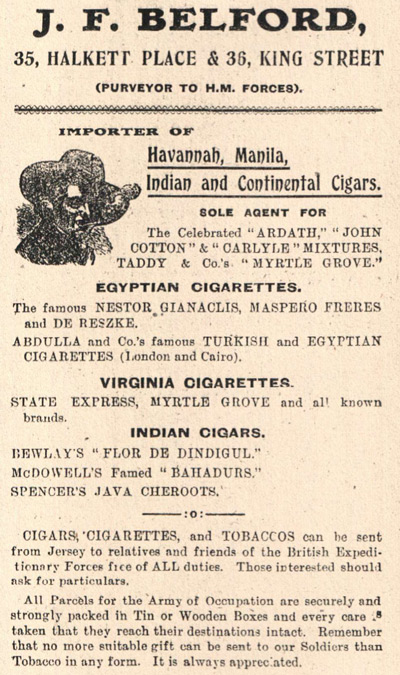 J. F. BELFORD,
35, HALKETT PLACE & 36, KING STREET
(PURVEYOR TO H.M. FORCES).
IMPORTER OF
Havannah, Manila,
Indian and Continental Cigars.
SOLE AGENT FOR
The Celebrated "ARDATH," "JOHN
COTTON" & "CARLYLE" MIXTURES,
TADDY & Co.'s "MYRTLE GROVE."
EGYPTIAN CIGARETTES.
The famous NESTOR GIANACLIS, MASPERO FRERES
and DE RESZKE.
ABDULLA and Co.'s famous TURKISH and EGYPTIAN
CIGARETTES (London and Cairo).
VIRGINIA CIGARETTES.
STATE EXPRESS, MYRTLE GROVE and all known
brands.
INDIAN CIGARS.
BEWLAY'S "FLOR DE DINDIGUL."
McDOWELL'S Famed "BAHADURS."
SPENCER'S JAVA CHEROOTS.
:o:
CIGARS, CIGARETTES, and TOBACCOS can be sent
from Jersey to relatives and friends of the British Expedi-
tionary Forces free of ALL duties. Those interested should
ask for particulars.
All Parcels for the Army of Occupation are securely and
strongly packed in Tin or Wooden Boxes and every care is
taken that they reach their destinations intact. Remember
that no more suitable gift can be sent to our Soldiers than
Tobacco in any form. It is always appreciated.